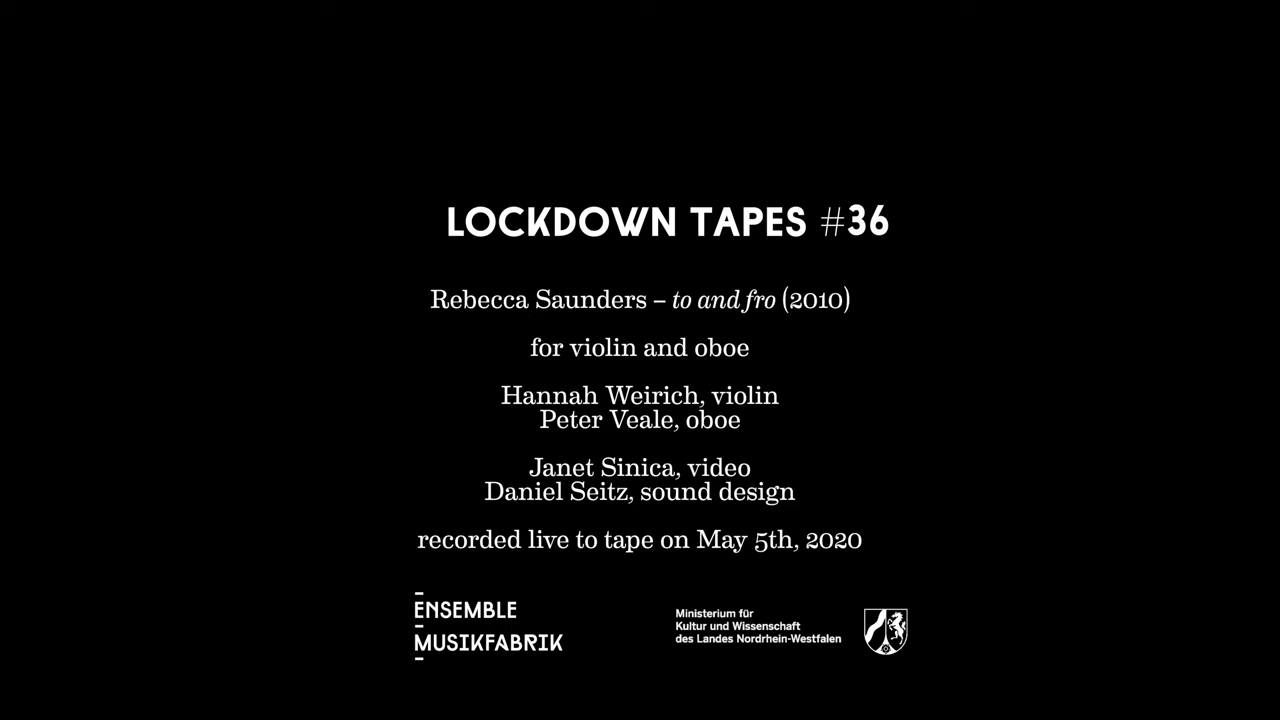 LOCKDOWN TAPES #36
Rebecca Saunders – to and fro (2010)
for violin and oboe
Hannah Weirich, violin
Peter Veale, oboe
Janet Sinica, video
Daniel Seitz, sound design
recorded live to tape on May 5th, 2020
ENSEMBLE
MUSIKFABRIK
Ministerium für
Kultur und Wissenschaft
des Landes Nordrhein-Westfalen